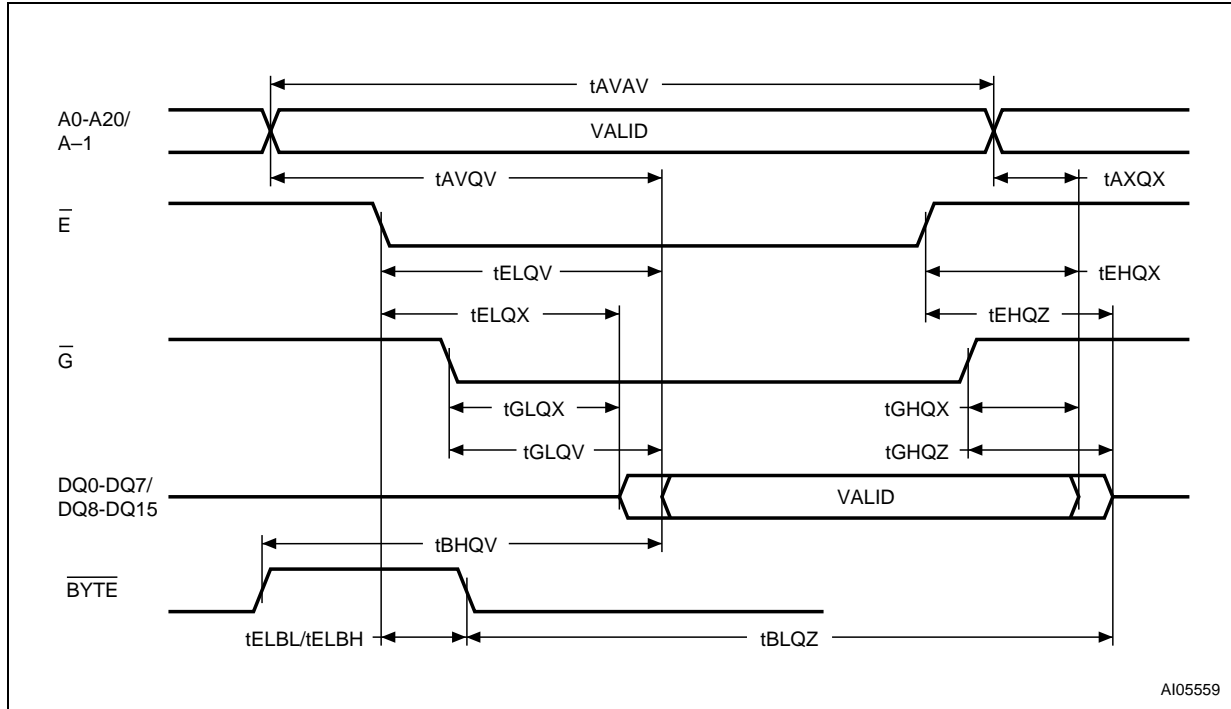 tAVAV
A0-A20/
A–1
VALID
tAVQV
tAXQX
E
tELQV
tEHQX
tELQX
tEHQZ
G
tGLQX
tGHQX
tGLQV
tGHQZ
DQ0-DQ7/
DQ8-DQ15
VALID
tBHQV
BYTE
tELBL/tELBH
tBLQZ
AI05559